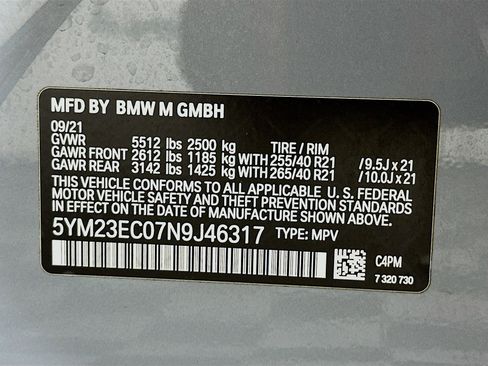 MFD BY BMW M GMBH
09/21
GVWR 5512 lbs 2500 kg TIRE / RIM
GAWR FRONT 2612 lbs 1185 kg WITH 255/40 R21 /9.5J x 21
GAWR REAR 3142 lbs 1425 kg WITH 265/40 R21 /10.0J x 21
THIS VEHICLE CONFORMS TO ALL APPLICABLE U. S. FEDERAL
MOTOR VEHICLE SAFETY AND THEFT PREVENTION STANDARDS
IN EFFECT ON THE DATE OF MANUFACTURE SHOWN ABOVE.
5YM23EC07N9J46317 TYPE: MPV
C4PM
7 320 730